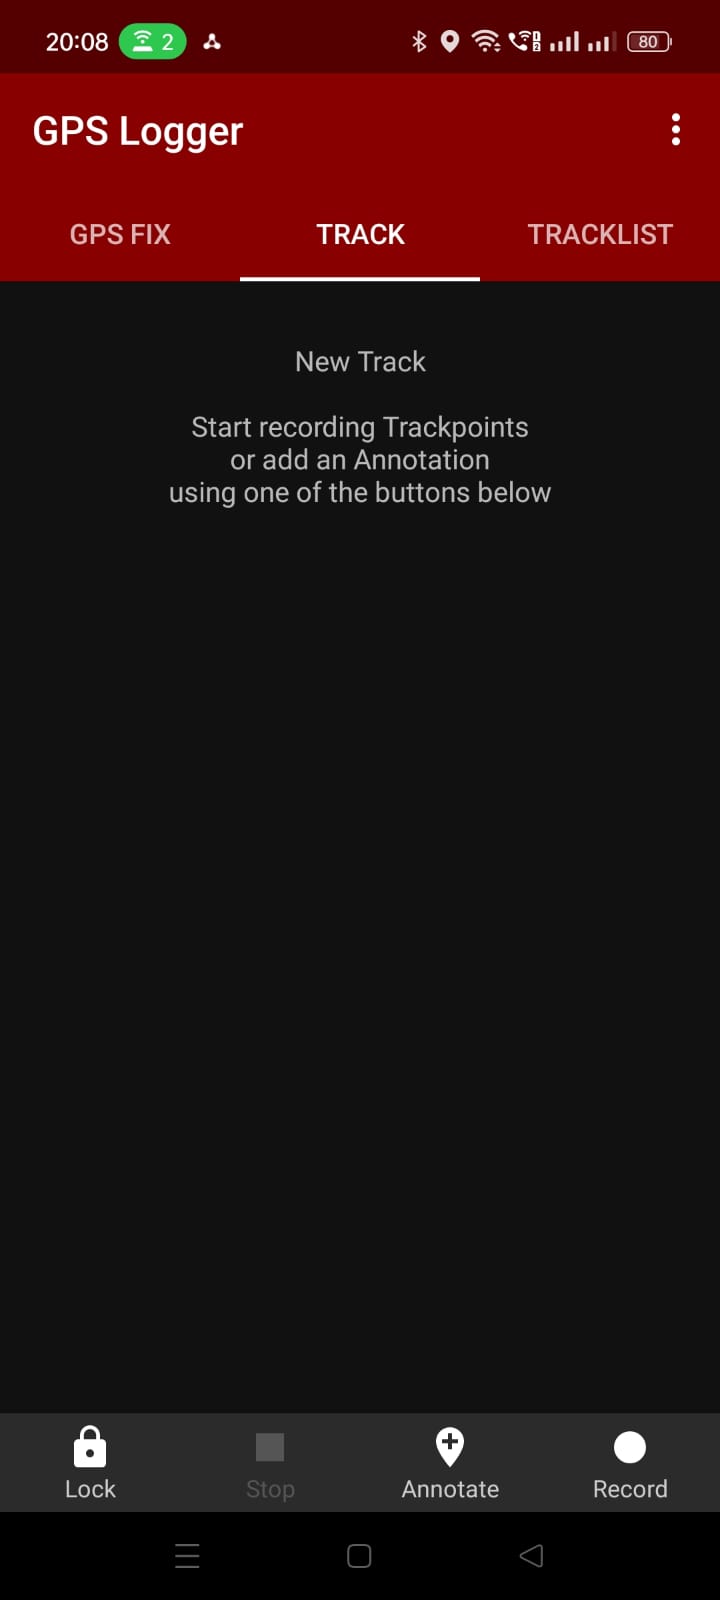 20:08 2 80
GPS Logger
GPS FIX TRACK TRACKLIST
New Track
Start recording Trackpoints
or add an Annotation
using one of the buttons below
Lock Stop Annotate Record